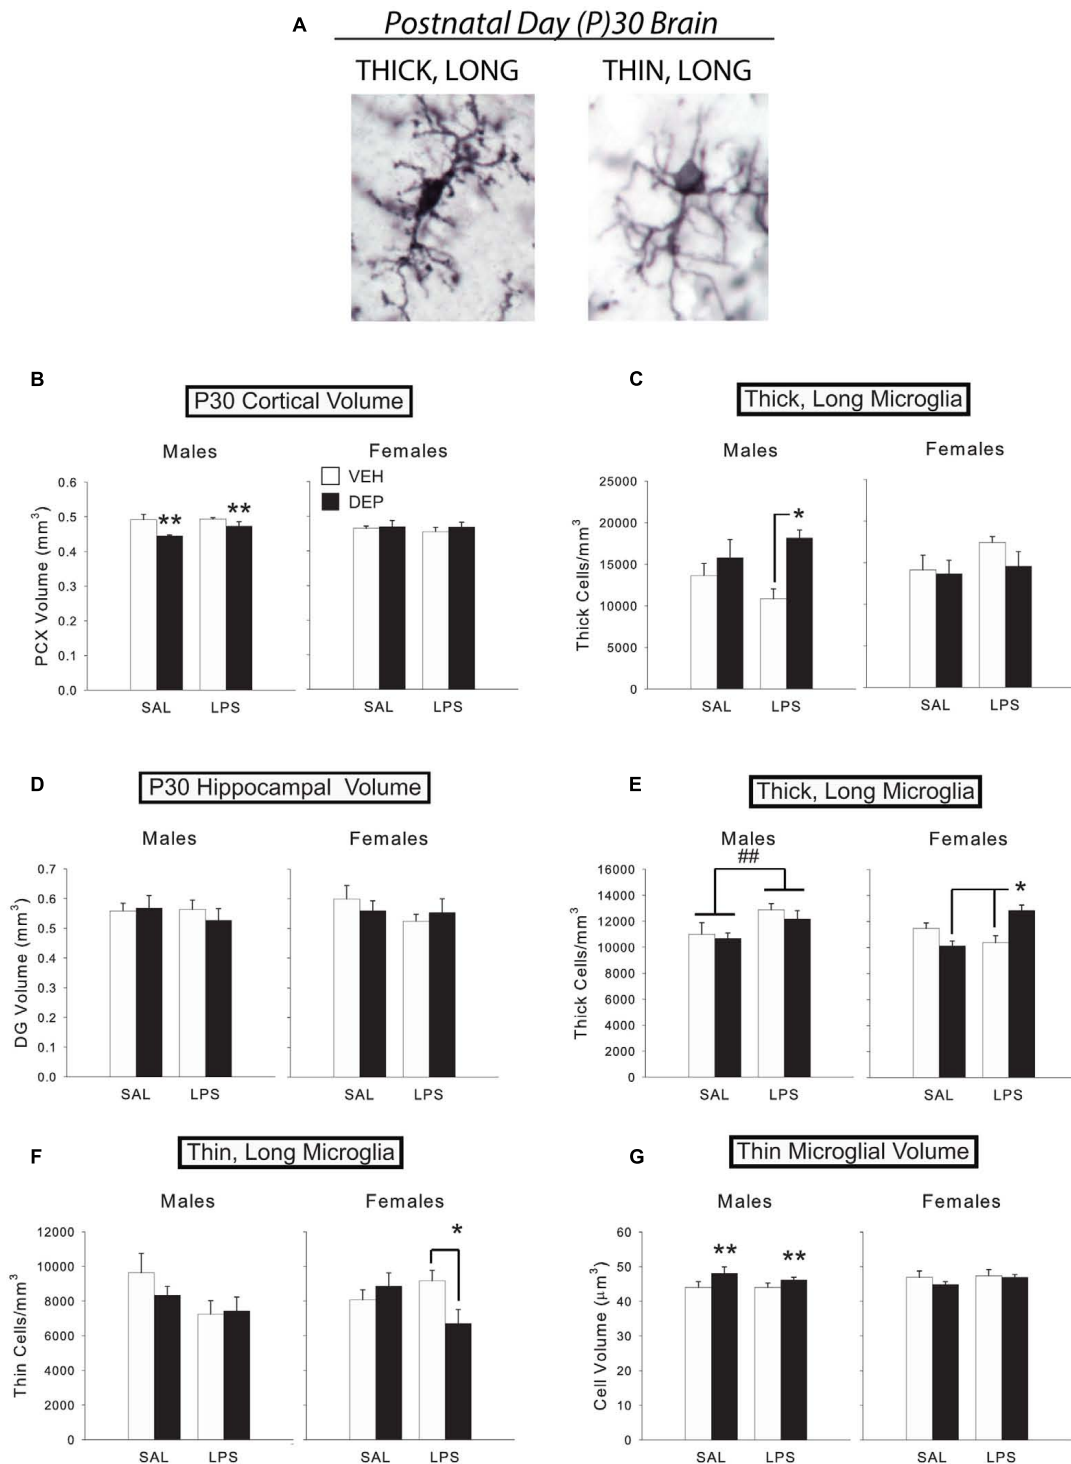 A
Postnatal Day (P)30 Brain
THICK, LONG
THIN, LONG
B
P30 Cortical Volume
Males
Females
VEH
DEP
PCX Volume (mm3)
0.6
0.5
0.4
0.3
0.2
0.1
0.0
**
**
SAL
LPS
SAL
LPS
C
Thick, Long Microglia
Males
Females
Thick Cells/mm3
25000
20000
15000
10000
5000
0
*
SAL
LPS
SAL
LPS
D
P30 Hippocampal Volume
Males
Females
DG Volume (mm3)
0.7
0.6
0.5
0.4
0.3
0.2
0.1
0.0
SAL
LPS
SAL
LPS
E
Thick, Long Microglia
Males
Females
Thick Cells/mm3
16000
14000
12000
10000
8000
6000
4000
2000
0
##
*
SAL
LPS
SAL
LPS
F
Thin, Long Microglia
Males
Females
Thin Cells/mm3
12000
10000
8000
6000
4000
2000
0
*
SAL
LPS
SAL
LPS
G
Thin Microglial Volume
Males
Females
Cell Volume (μm3)
60
50
40
30
20
10
0
**
**
SAL
LPS
SAL
LPS